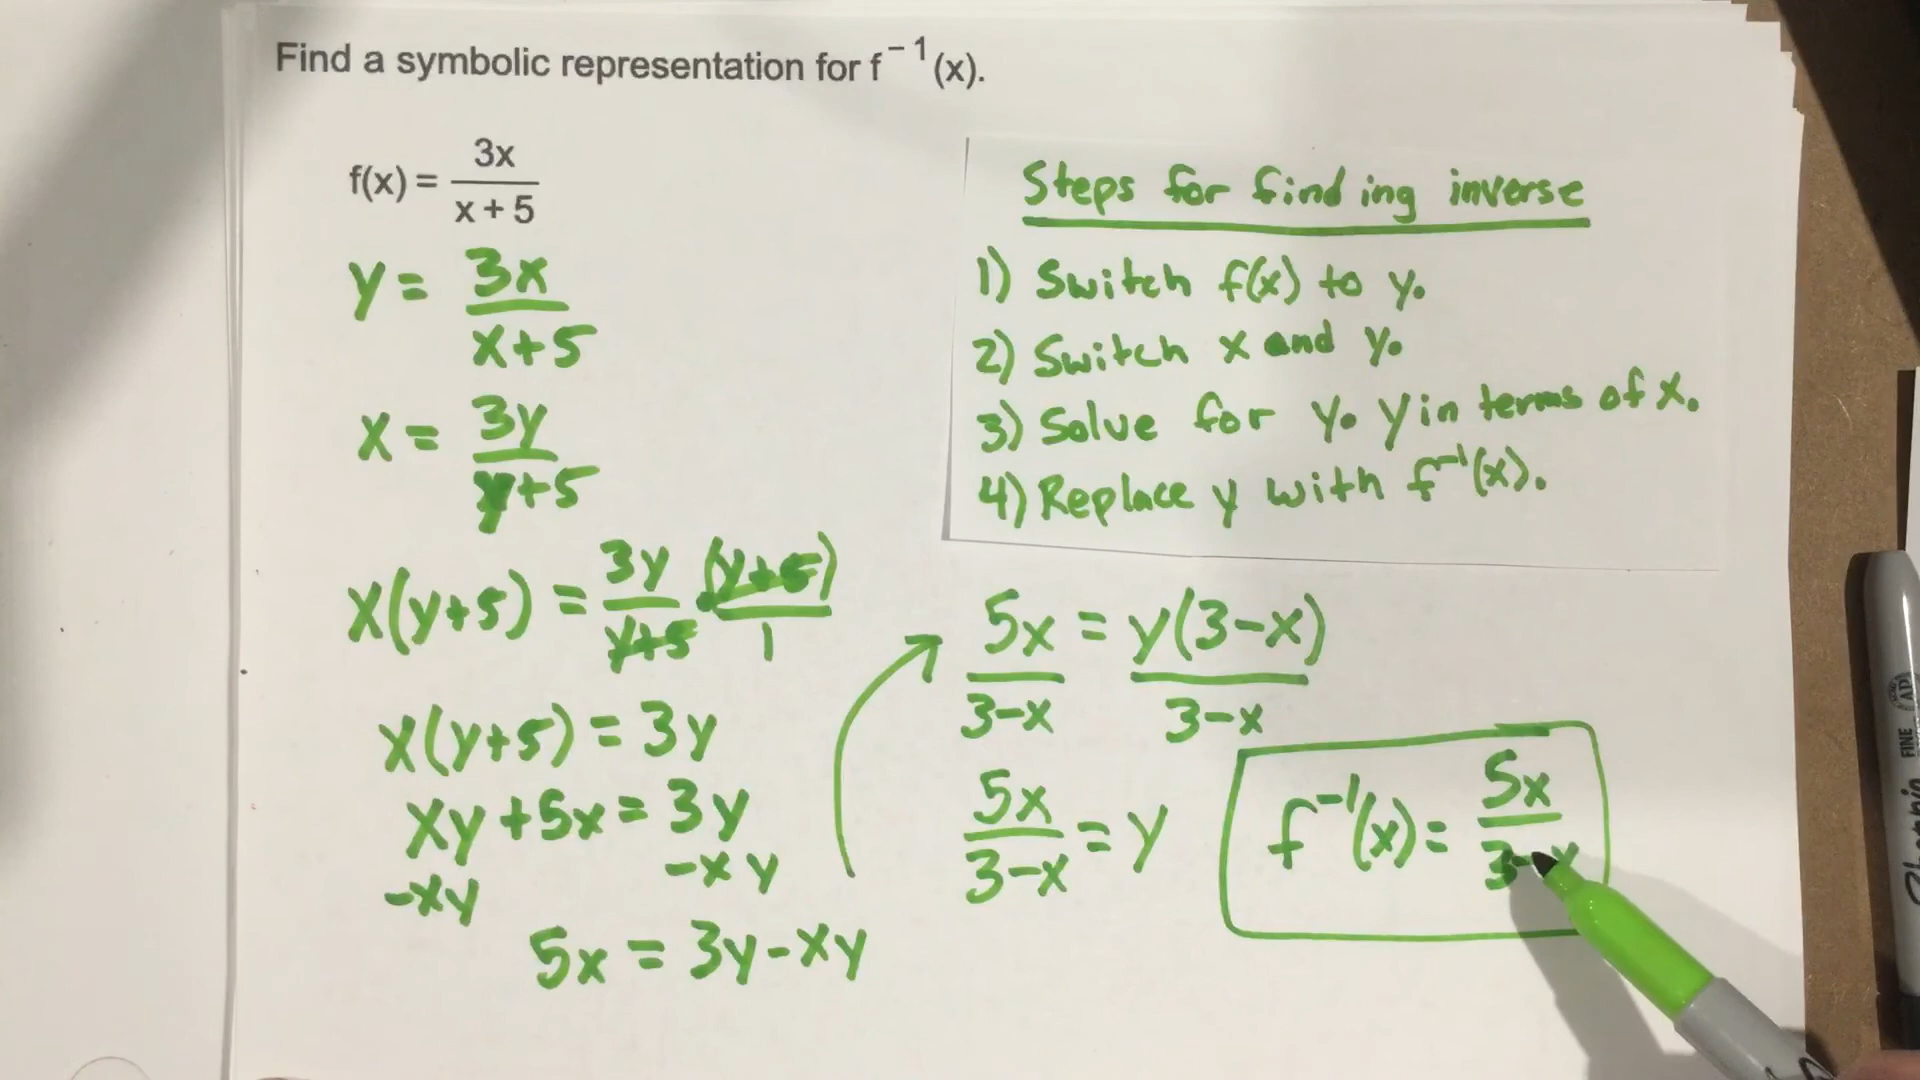 Find a symbolic representation for f⁻¹(x).
f(x) = 3x / x + 5
y = 3x / x+5
x = 3y / y+5
x(y+5) = 3y / y+5 · (y+5) / 1
x(y+5) = 3y
xy + 5x = 3y
-xy -xy
5x = 3y - xy
Steps for finding inverse
1) Switch f(x) to y.
2) Switch x and y.
3) Solve for y. y in terms of x.
4) Replace y with f⁻¹(x).
5x / 3-x = y(3-x) / 3-x
5x / 3-x = y
f⁻¹(x) = 5x / 3-x
FINE
AP